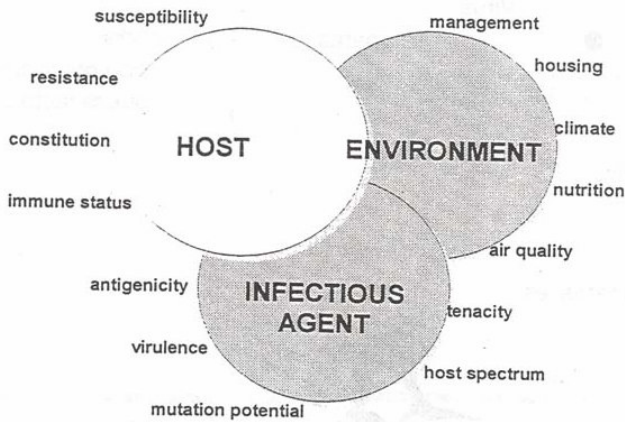 susceptibility
resistance
constitution
immune status
HOST
management
housing
climate
nutrition
air quality
ENVIRONMENT
antigenicity
virulence
mutation potential
INFECTIOUS
AGENT
tenacity
host spectrum